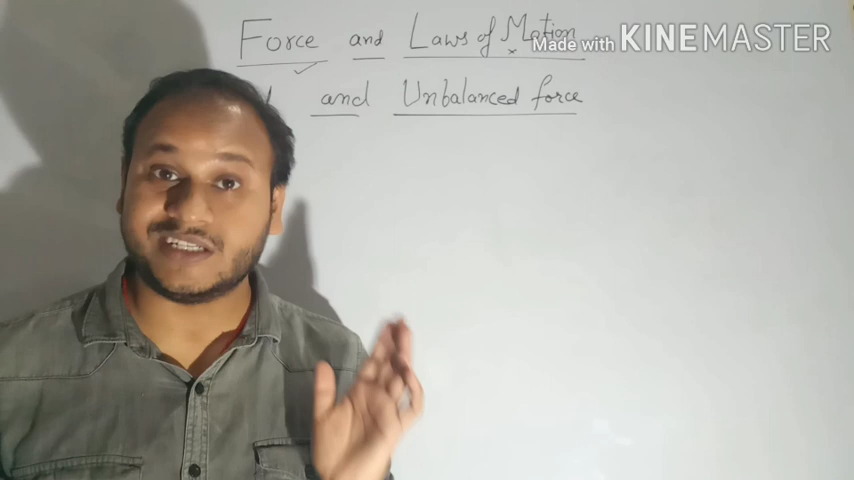 Force and Laws of Motion
Made with KINEMASTER
and Unbalanced force